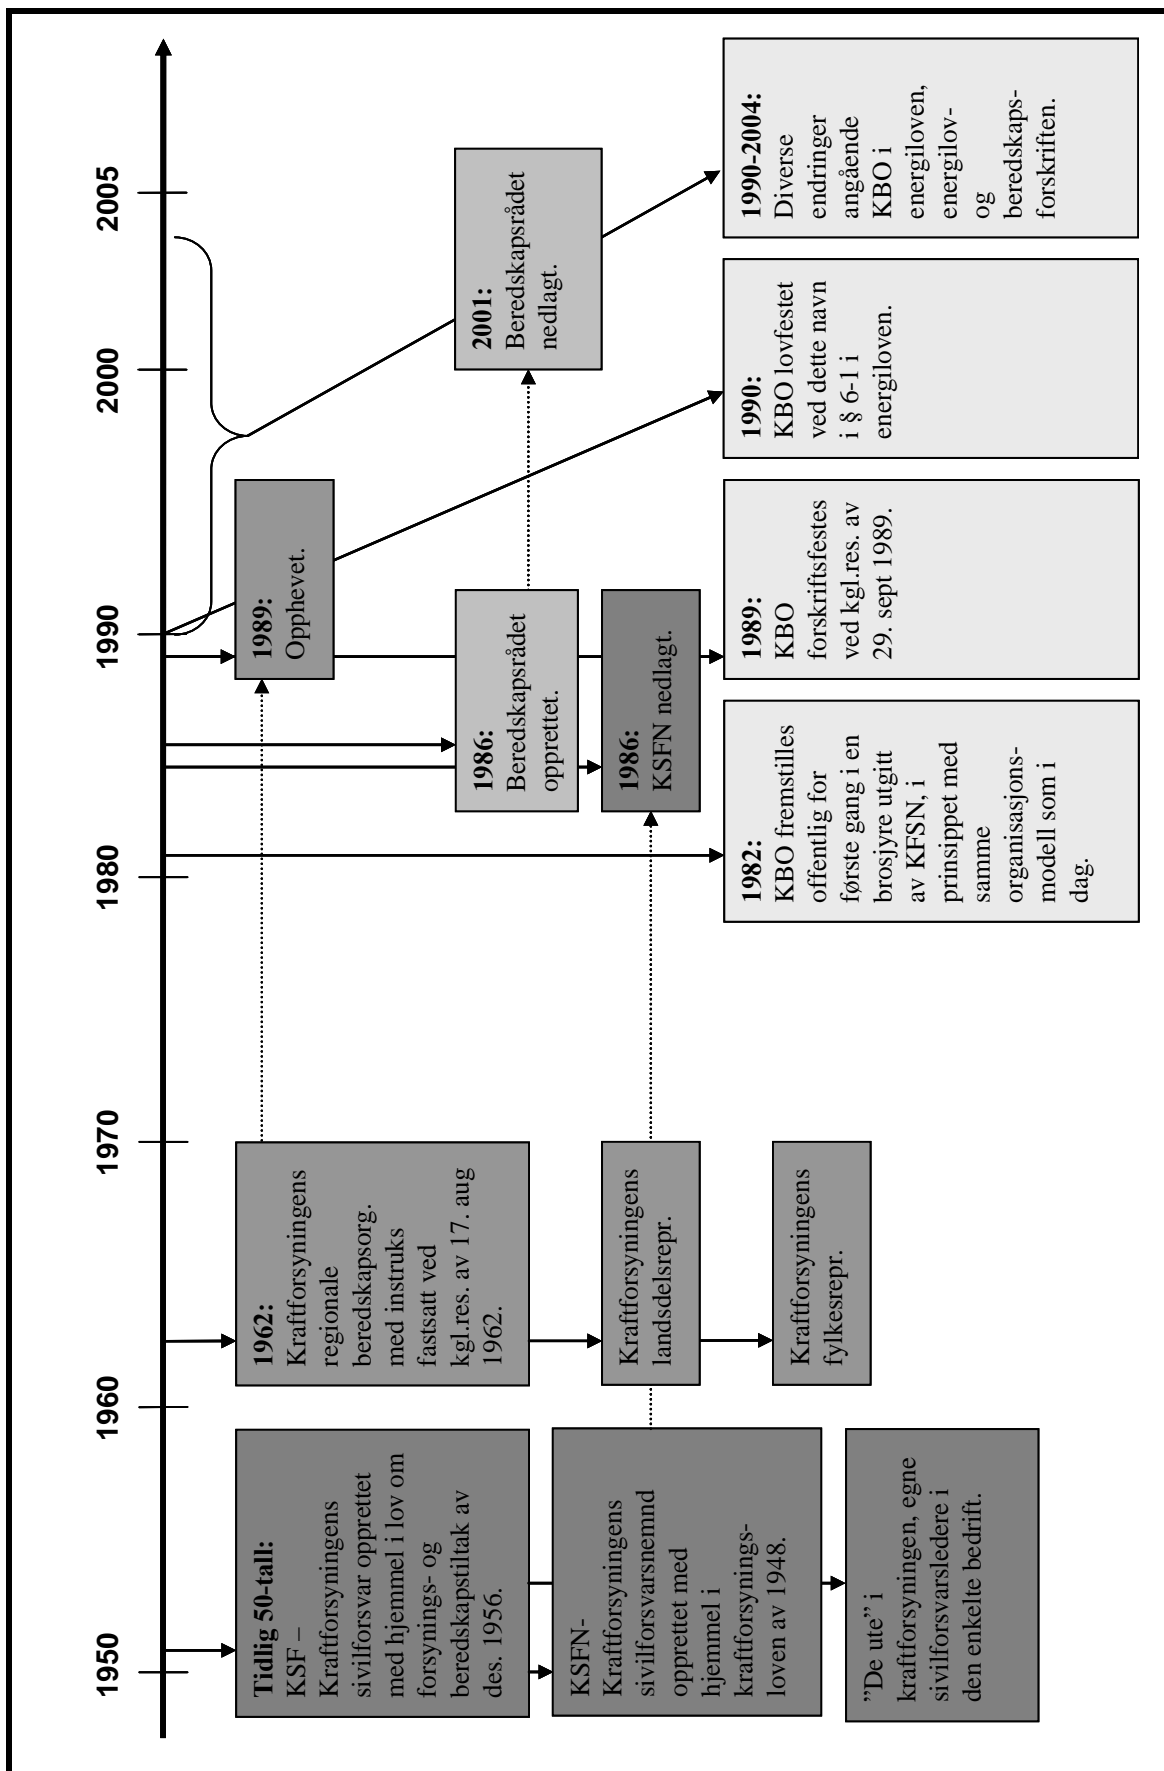 1950
1960
1970
1980
1990
2000
2005
Tidlig 50-tall:
KSF –
Kraftforsyningens
sivilforsvar opprettet
med hjemmel i lov om
forsynings- og
beredskapstiltak av
des. 1956.
KSFN-
Kraftforsyningens
sivilforsvarsnemnd
opprettet med
hjemmel i
kraftforsynings-
loven av 1948.
”De ute” i
kraftforsyningen, egne
sivilforsvarsledere i
den enkelte bedrift.
1962:
Kraftforsyningens
regionale
beredskapsorg.
med instruks
fastsatt ved
kgl.res. av 17. aug
1962.
Kraftforsyningens
landsdelsrepr.
Kraftforsyningens
fylkesrepr.
1989:
Opphevet.
1986:
Beredskapsrådet
opprettet.
1986:
KSFN nedlagt.
2001:
Beredskapsrådet
nedlagt.
1982:
KBO fremstilles
offentlig for
første gang i en
brosjyre utgitt
av KFSN, i
prinsippet med
samme
organisasjons-
modell som i
dag.
1989:
KBO
forskriftsfestes
ved kgl.res. av
29. sept 1989.
1990:
KBO lovfestet
ved dette navn
i § 6-1 i
energiloven.
1990-2004:
Diverse
endringer
angående
KBO i
energiloven,
energilov-
og
beredskaps-
forskriften.